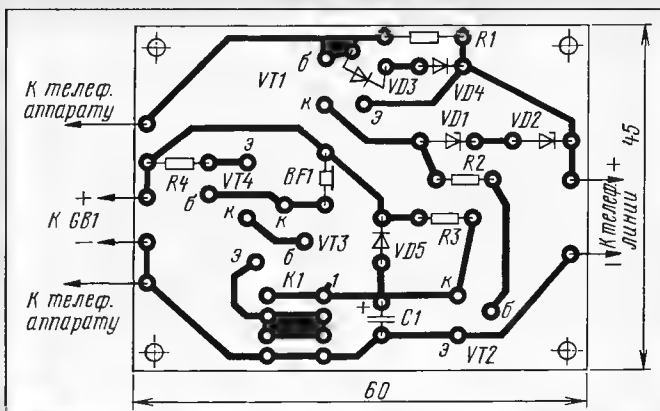 R1
б
VT1
VD3
VD4
К телеф.
аппарату
к
э
VD1
VD2
45
R4
э
VT4
BF1
R2
+
+
К GB1
б
к
к
VT3
R3
К телеф.
линии
−
б
VD5
−
э
К телеф.
аппарату
K1
1
к
+
C1
б
э
VT2
60